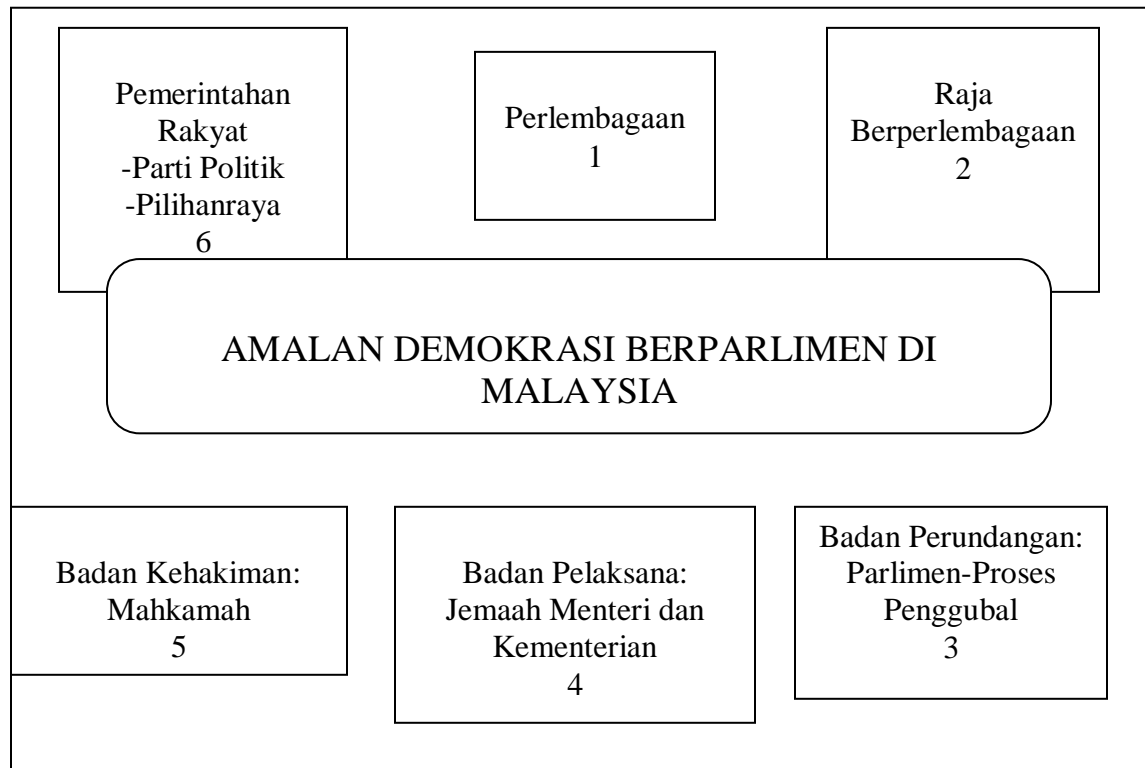 Pemerintahan
Rakyat
-Parti Politik
-Pilihanraya
6
Perlembagaan
1
Raja
Berperlembagaan
2
AMALAN DEMOKRASI BERPARLIMEN DI
MALAYSIA
Badan Kehakiman:
Mahkamah
5
Badan Pelaksana:
Jemaah Menteri dan
Kementerian
4
Badan Perundangan:
Parlimen-Proses
Penggubal
3